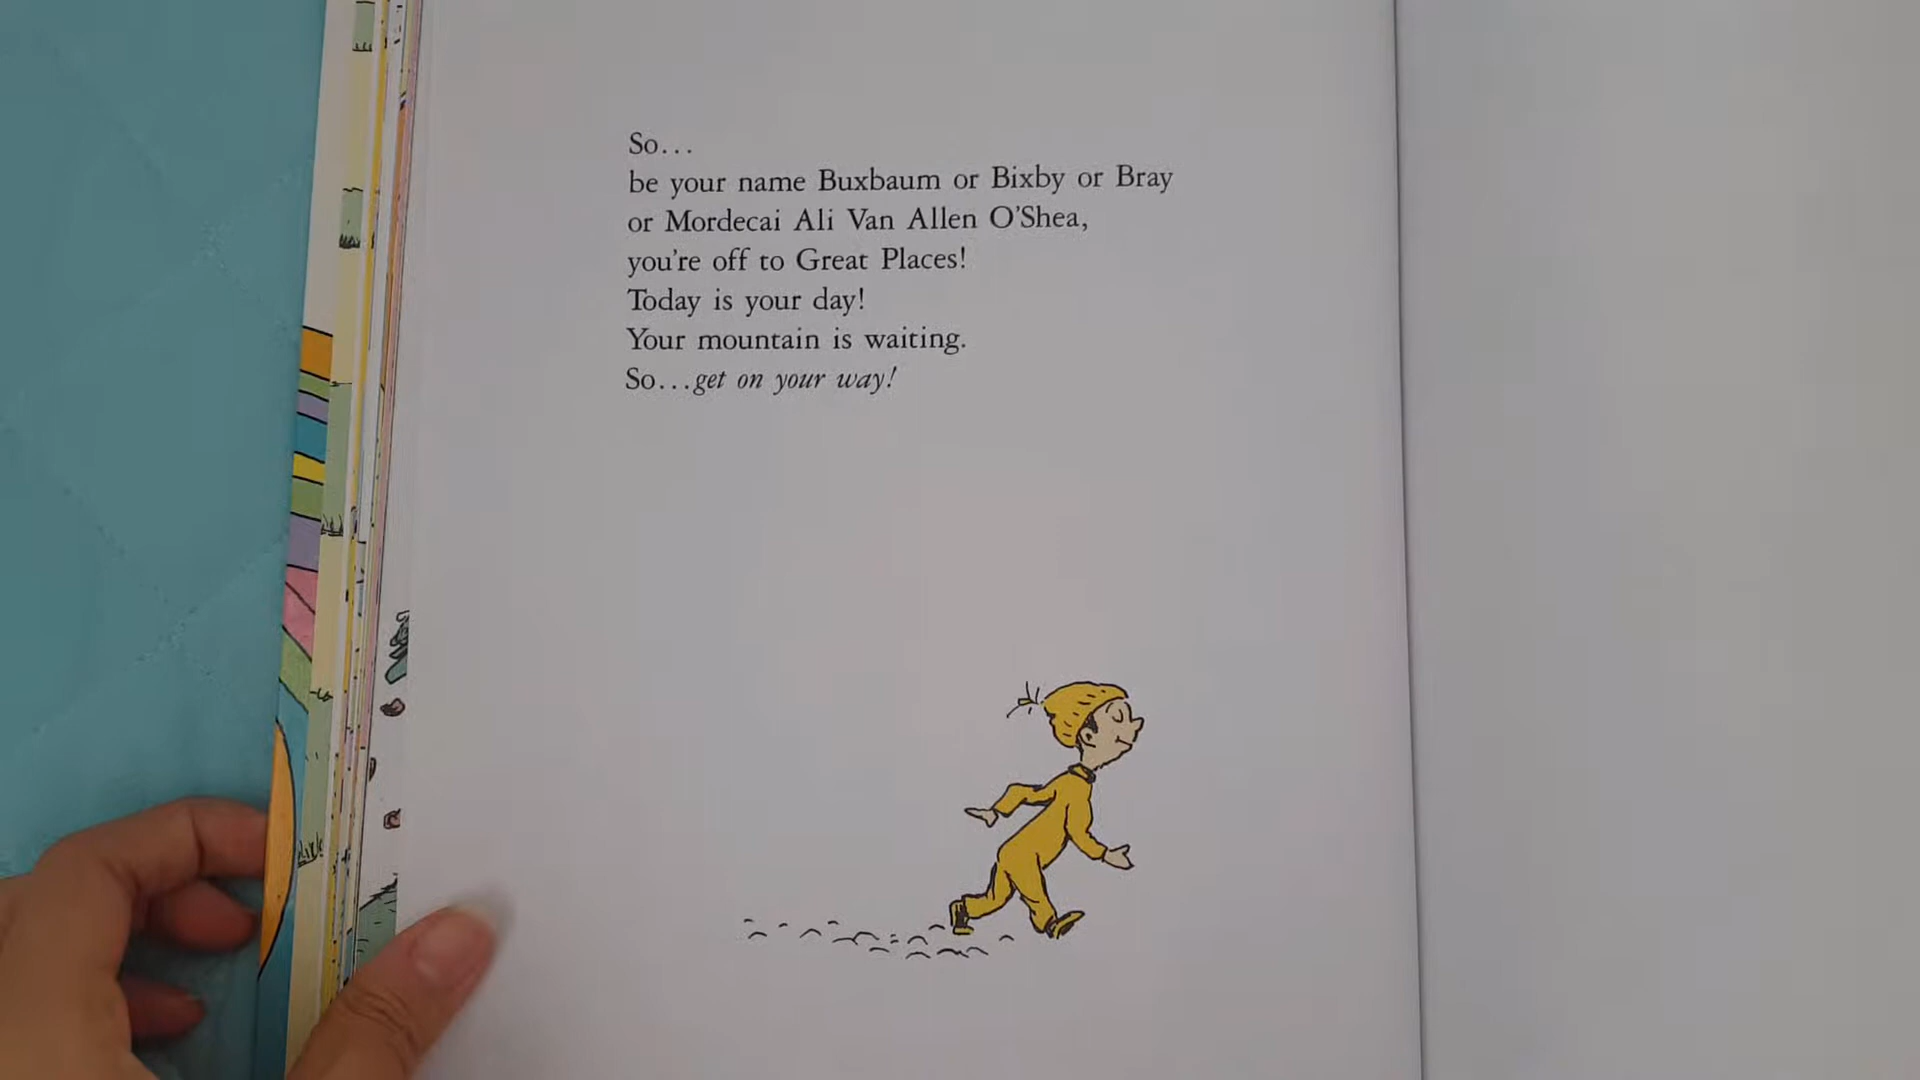 So...
be your name Buxbaum or Bixby or Bray
or Mordecai Ali Van Allen O'Shea,
you're off to Great Places!
Today is your day!
Your mountain is waiting.
So...get on your way!